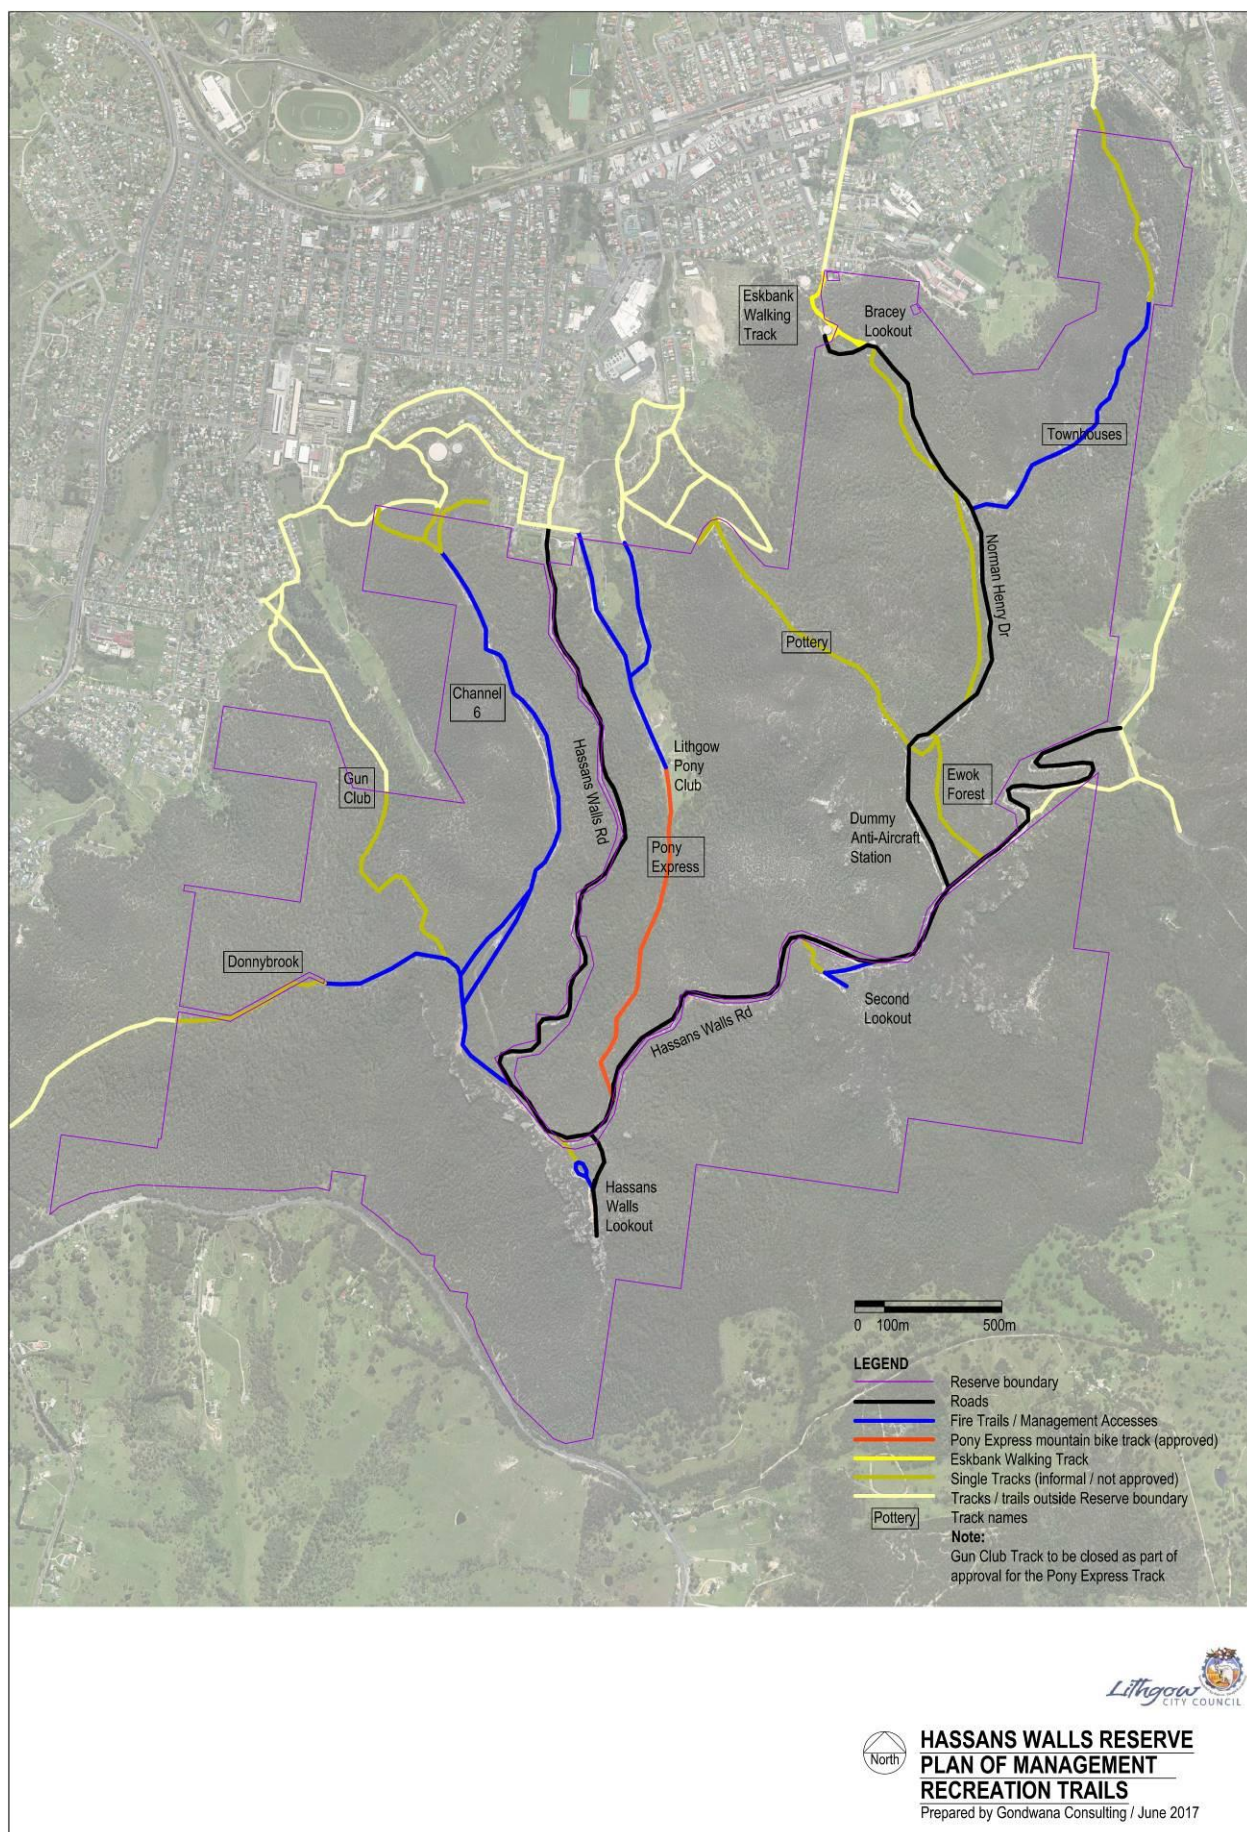 Eskbank
Walking
Track
Bracey
Lookout
Townhouses
Norman Henry Dr
Pottery
Channel
6
Hassans Walls Rd
Lithgow
Pony
Club
Gun
Club
Ewok
Forest
Dummy
Anti-Aircraft
Station
Pony
Express
Donnybrook
Second
Lookout
Hassans Walls Rd
Hassans
Walls
Lookout
0 100m 500m
LEGEND
Reserve boundary
Roads
Fire Trails / Management Accesses
Pony Express mountain bike track (approved)
Eskbank Walking Track
Single Tracks (informal / not approved)
Tracks / trails outside Reserve boundary
Pottery Track names
Note:
Gun Club Track to be closed as part of
approval for the Pony Express Track
Lithgow
CITY COUNCIL
North
HASSANS WALLS RESERVE
PLAN OF MANAGEMENT
RECREATION TRAILS
Prepared by Gondwana Consulting / June 2017